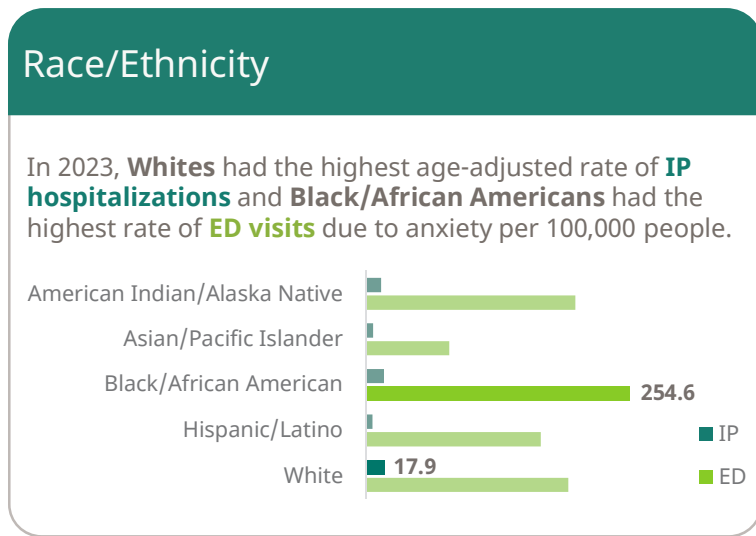 Race/Ethnicity
In 2023, Whites had the highest age-adjusted rate of IP
hospitalizations and Black/African Americans had the
highest rate of ED visits due to anxiety per 100,000 people.
American Indian/Alaska Native
Asian/Pacific Islander
Black/African American
254.6
Hispanic/Latino
IP
White
17.9
ED